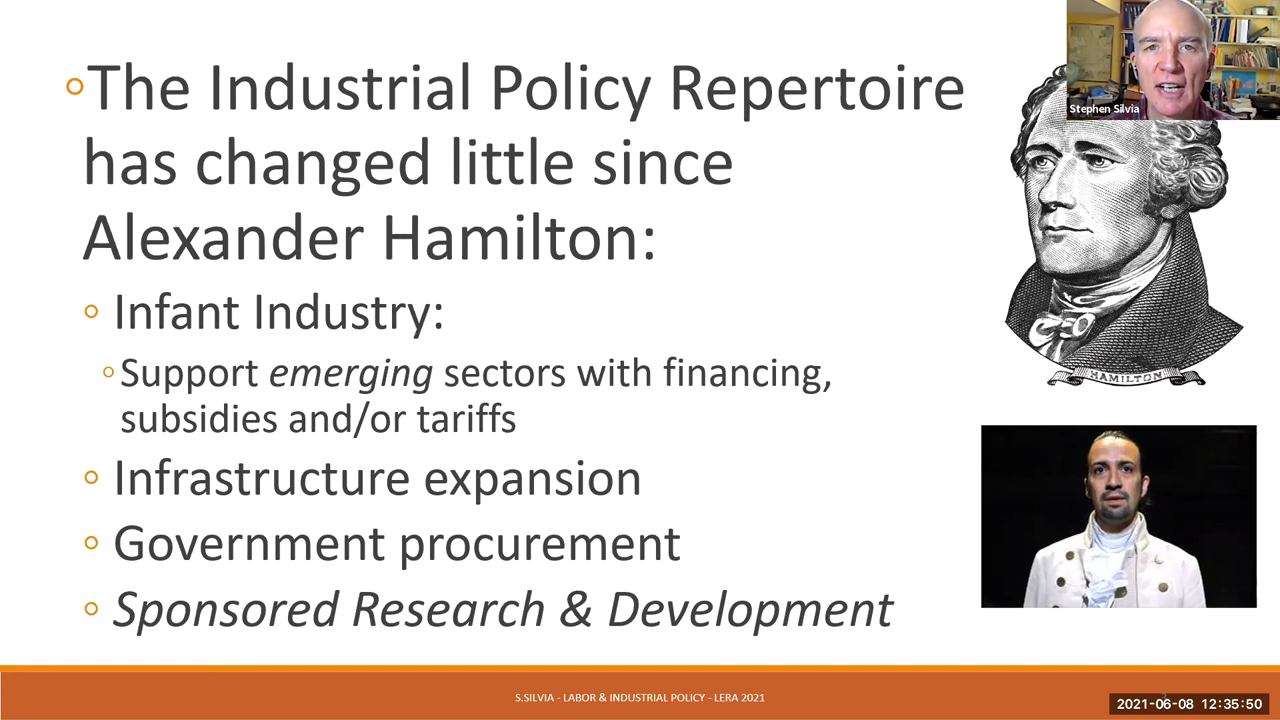 ◦The Industrial Policy Repertoire
has changed little since
Alexander Hamilton:
◦ Infant Industry:
◦Support emerging sectors with financing,
subsidies and/or tariffs
◦ Infrastructure expansion
◦ Government procurement
◦ Sponsored Research & Development
Stephen Silvia
HAMILTON
S.SILVIA - LABOR & INDUSTRIAL POLICY - LERA 2021
2021-06-08 12:35:50